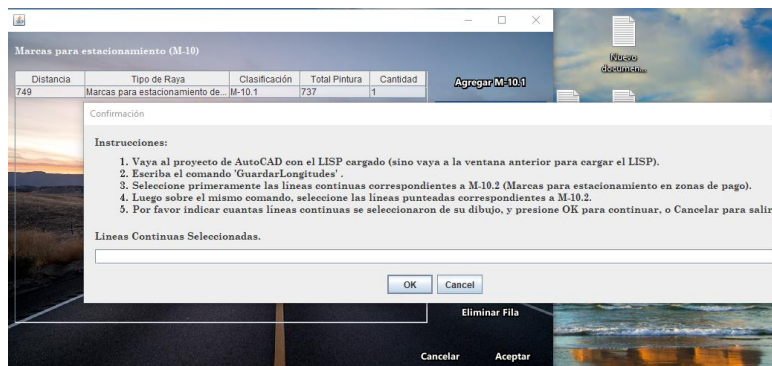 Marcas para estacionamiento (M-10)
Nuevo
documen...
Distancia Tipo de Raya Clasificación Total Pintura Cantidad
749 Marcas para estacionamiento de... M-10.1 737 1
Agregar M-10.1
Confirmación
Instrucciones:
1. Vaya al proyecto de AutoCAD con el LISP cargado (sino vaya a la ventana anterior para cargar el LISP).
2. Escriba el comando 'GuardarLongitudes' .
3. Seleccione primeramente las líneas continuas correspondientes a M-10.2 (Marcas para estacionamiento en zonas de pago).
4. Luego sobre el mismo comando, seleccione las líneas punteadas correspondientes a M-10.2.
5. Por favor indicar cuantas líneas continuas se seleccionaron de su dibujo, y presione OK para continuar, o Cancelar para salir
Lineas Continuas Seleccionadas.
OK Cancel
Eliminar Fila
Cancelar Aceptar